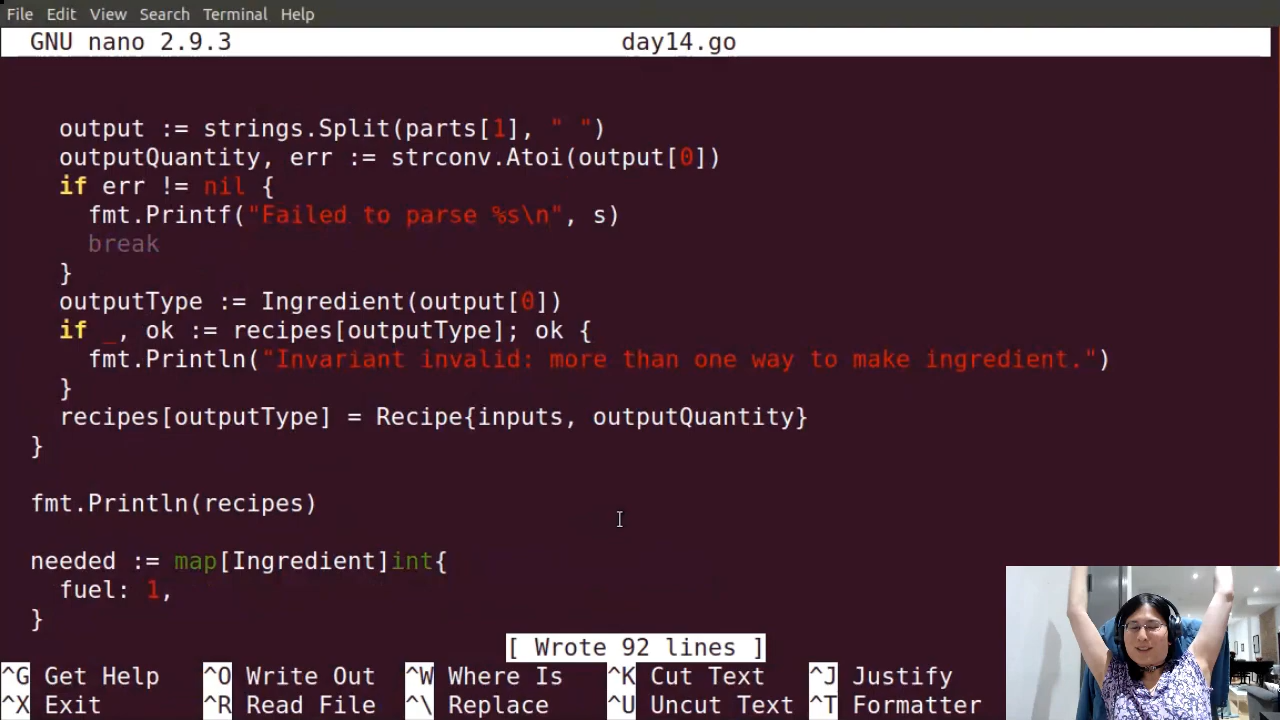 File Edit View Search Terminal Help
GNU nano 2.9.3 day14.go
output := strings.Split(parts[1], " ")
outputQuantity, err := strconv.Atoi(output[0])
if err != nil {
fmt.Printf("Failed to parse %s\n", s)
break
}
outputType := Ingredient(output[0])
if _, ok := recipes[outputType]; ok {
fmt.Println("Invariant invalid: more than one way to make ingredient.")
}
recipes[outputType] = Recipe{inputs, outputQuantity}
}
fmt.Println(recipes)
needed := map[Ingredient]int{
fuel: 1,
}
[ Wrote 92 lines ]
^G Get Help ^O Write Out ^W Where Is ^K Cut Text ^J Justify
^X Exit ^R Read File ^\ Replace ^U Uncut Text ^T Formatter